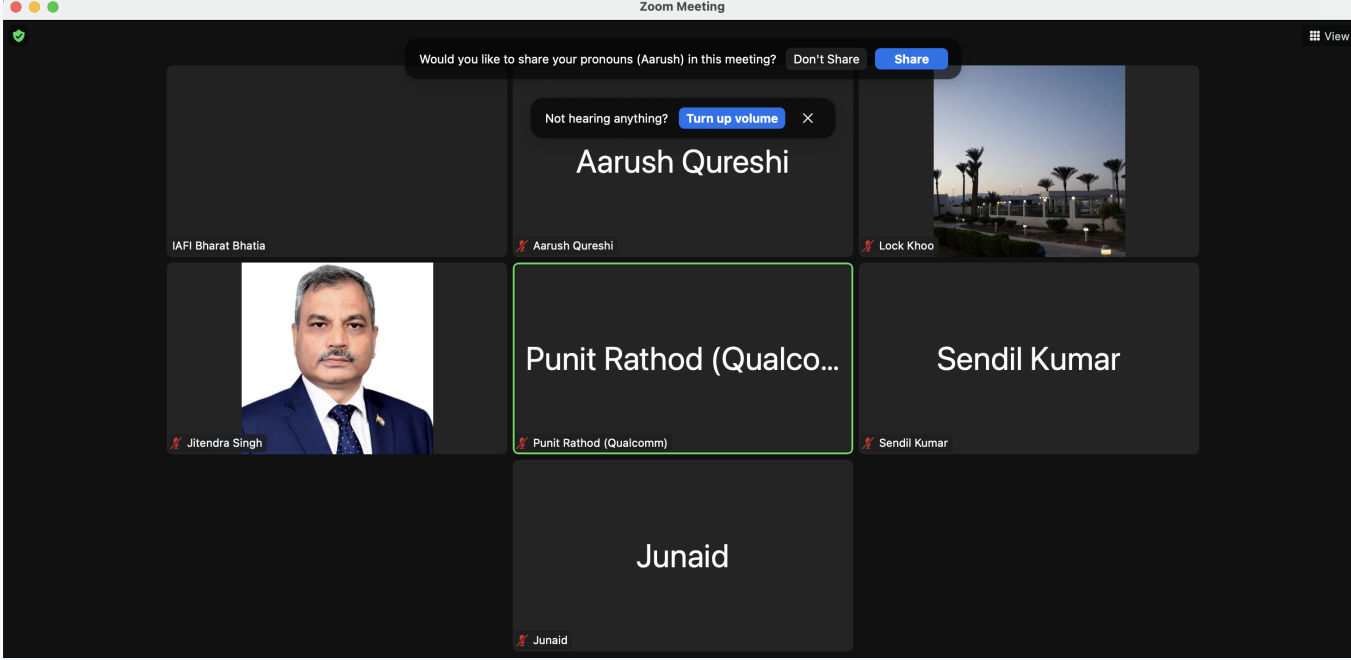 Zoom Meeting
View
Would you like to share your pronouns (Aarush) in this meeting? Don't Share Share
Not hearing anything? Turn up volume
Aarush Qureshi
IAFI Bharat Bhatia
Aarush Qureshi
Lock Khoo
Punit Rathod (Qualco...
Sendil Kumar
Jitendra Singh
Punit Rathod (Qualcomm)
Sendil Kumar
Junaid
Junaid